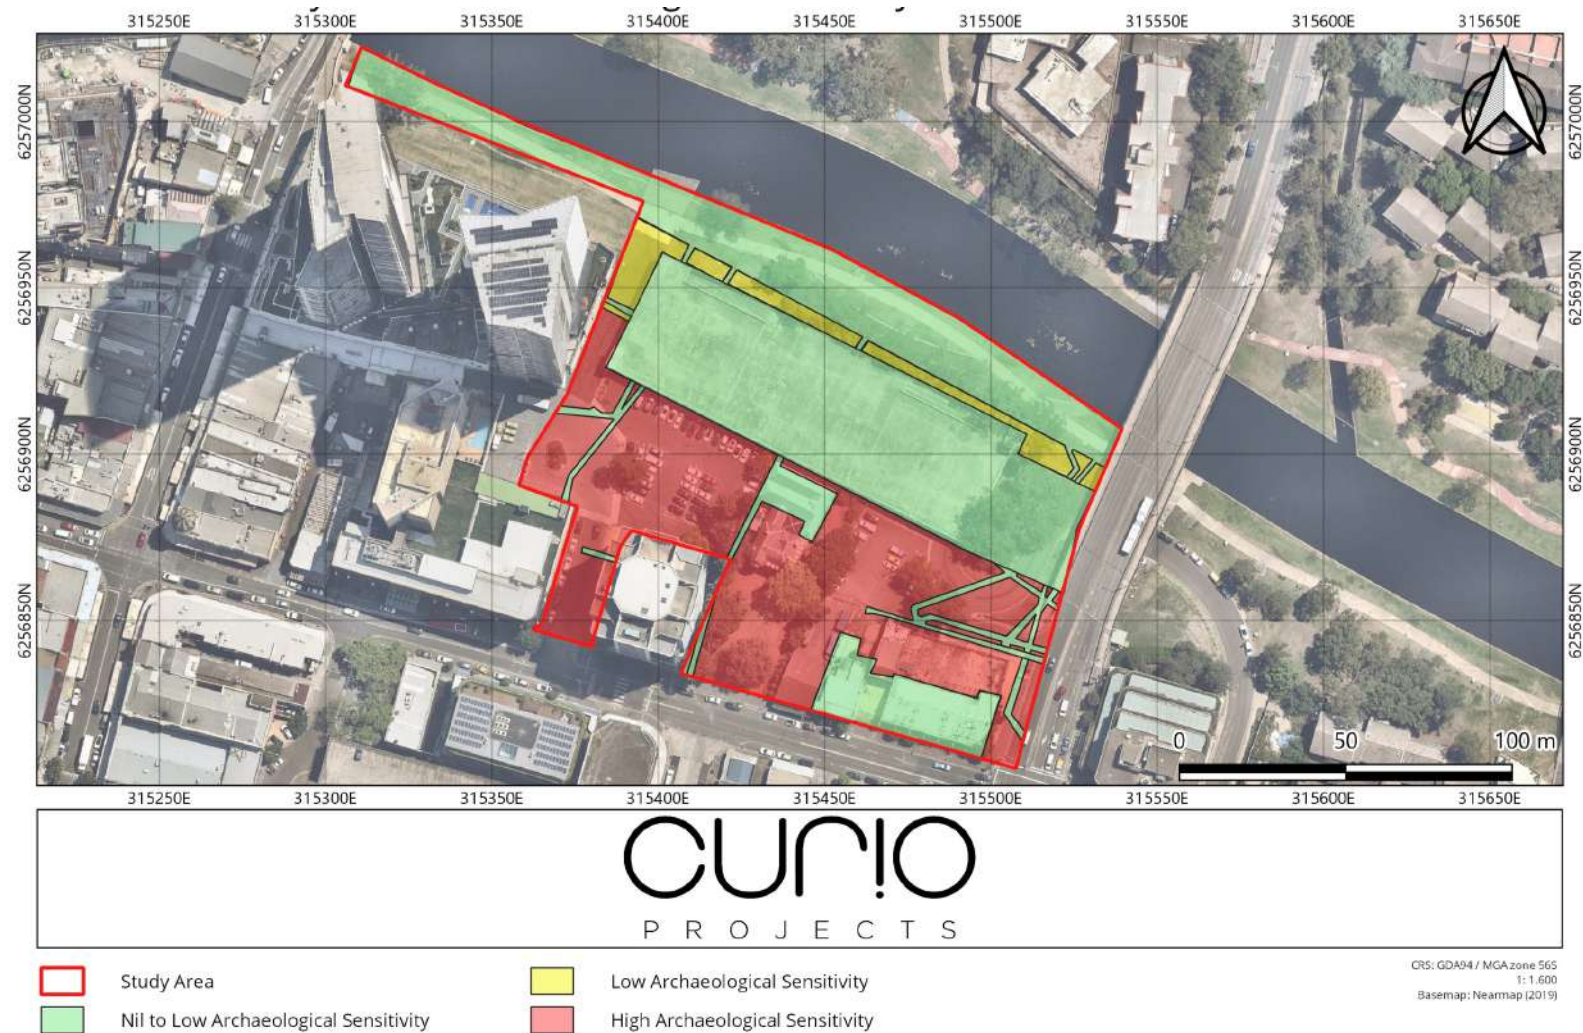 315250E 315300E 315350E 315400E 315450E 315500E 315550E 315600E 315650E
6257000N 6257000N
6256950N 6256950N
6256900N 6256900N
6256850N 6256850N
0 50 100 m
315250E 315300E 315350E 315400E 315450E 315500E 315550E 315600E 315650E
curio
PROJECTS
Study Area
Low Archaeological Sensitivity
Nil to Low Archaeological Sensitivity
High Archaeological Sensitivity
CRS: GDA94 / MGA zone 56S
1: 1.600
Basemap: Nearmap (2019)